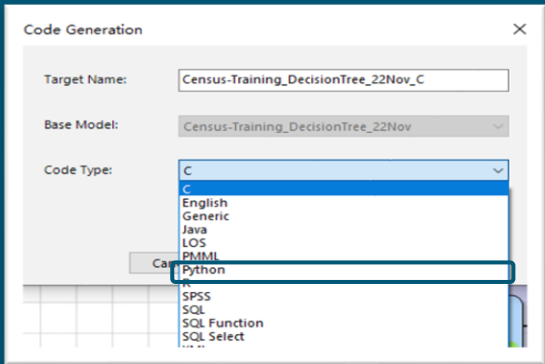 Code Generation
Target Name: Census-Training_DecisionTree_22Nov_C
Base Model: Census-Training_DecisionTree_22Nov
Code Type: C
C
English
Generic
Java
LOS
PMML
Python
R
SPSS
SQL
SQL Function
SQL Select